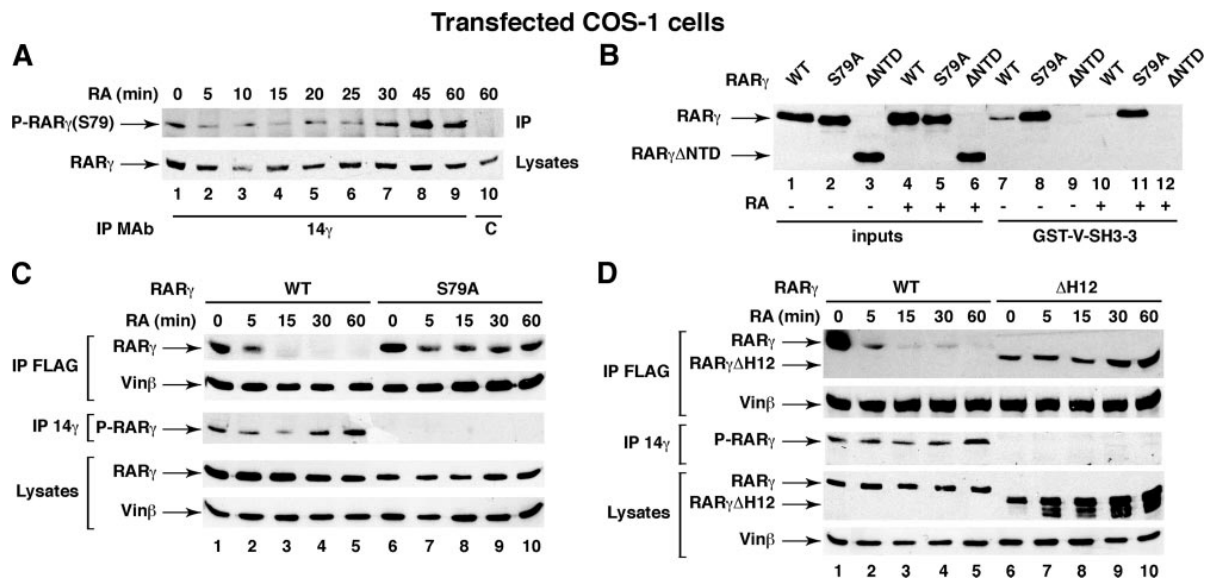 Transfected COS-1 cells
A
RA (min) 0 5 10 15 20 25 30 45 60 60
P-RARγ(S79) IP
RARγ Lysates
1 2 3 4 5 6 7 8 9 10
IP MAb 14γ C
B
RARγ WT S79A ΔNTD WT S79A ΔNTD WT S79A ΔNTD WT S79A ΔNTD
RARγ
RARγΔNTD
1 2 3 4 5 6 7 8 9 10 11 12
RA - - - + + + - - - + + +
inputs GST-V-SH3-3
C
RARγ WT S79A
RA (min) 0 5 15 30 60 0 5 15 30 60
IP FLAG
RARγ
Vinβ
IP 14γ P-RARγ
Lysates
RARγ
Vinβ
1 2 3 4 5 6 7 8 9 10
D
RARγ WT ΔH12
RA (min) 0 5 15 30 60 0 5 15 30 60
IP FLAG
RARγ
RARγΔH12
Vinβ
IP 14γ P-RARγ
Lysates
RARγ
RARγΔH12
Vinβ
1 2 3 4 5 6 7 8 9 10